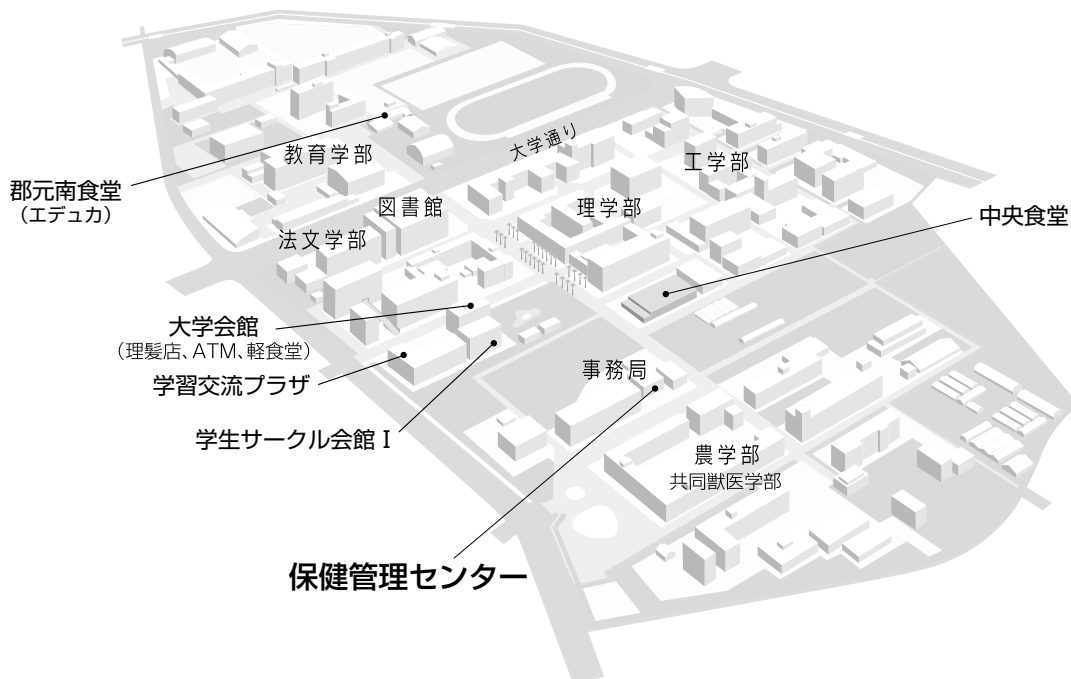 大学通り
教育学部
工学部
郡元南食堂
（エデュカ）
図書館
理学部
中央食堂
法文学部
大学会館
（理髪店、ATM、軽食堂）
学習交流プラザ
事務局
学生サークル会館 I
農学部
共同獣医学部
保健管理センター